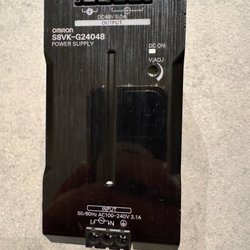 DC48V 5.0A
OUTPUT
OMRON
S8VK-G24048
POWER SUPPLY
DC ON
V.ADJ
INPUT
50/60Hz AC100-240V 3.1A